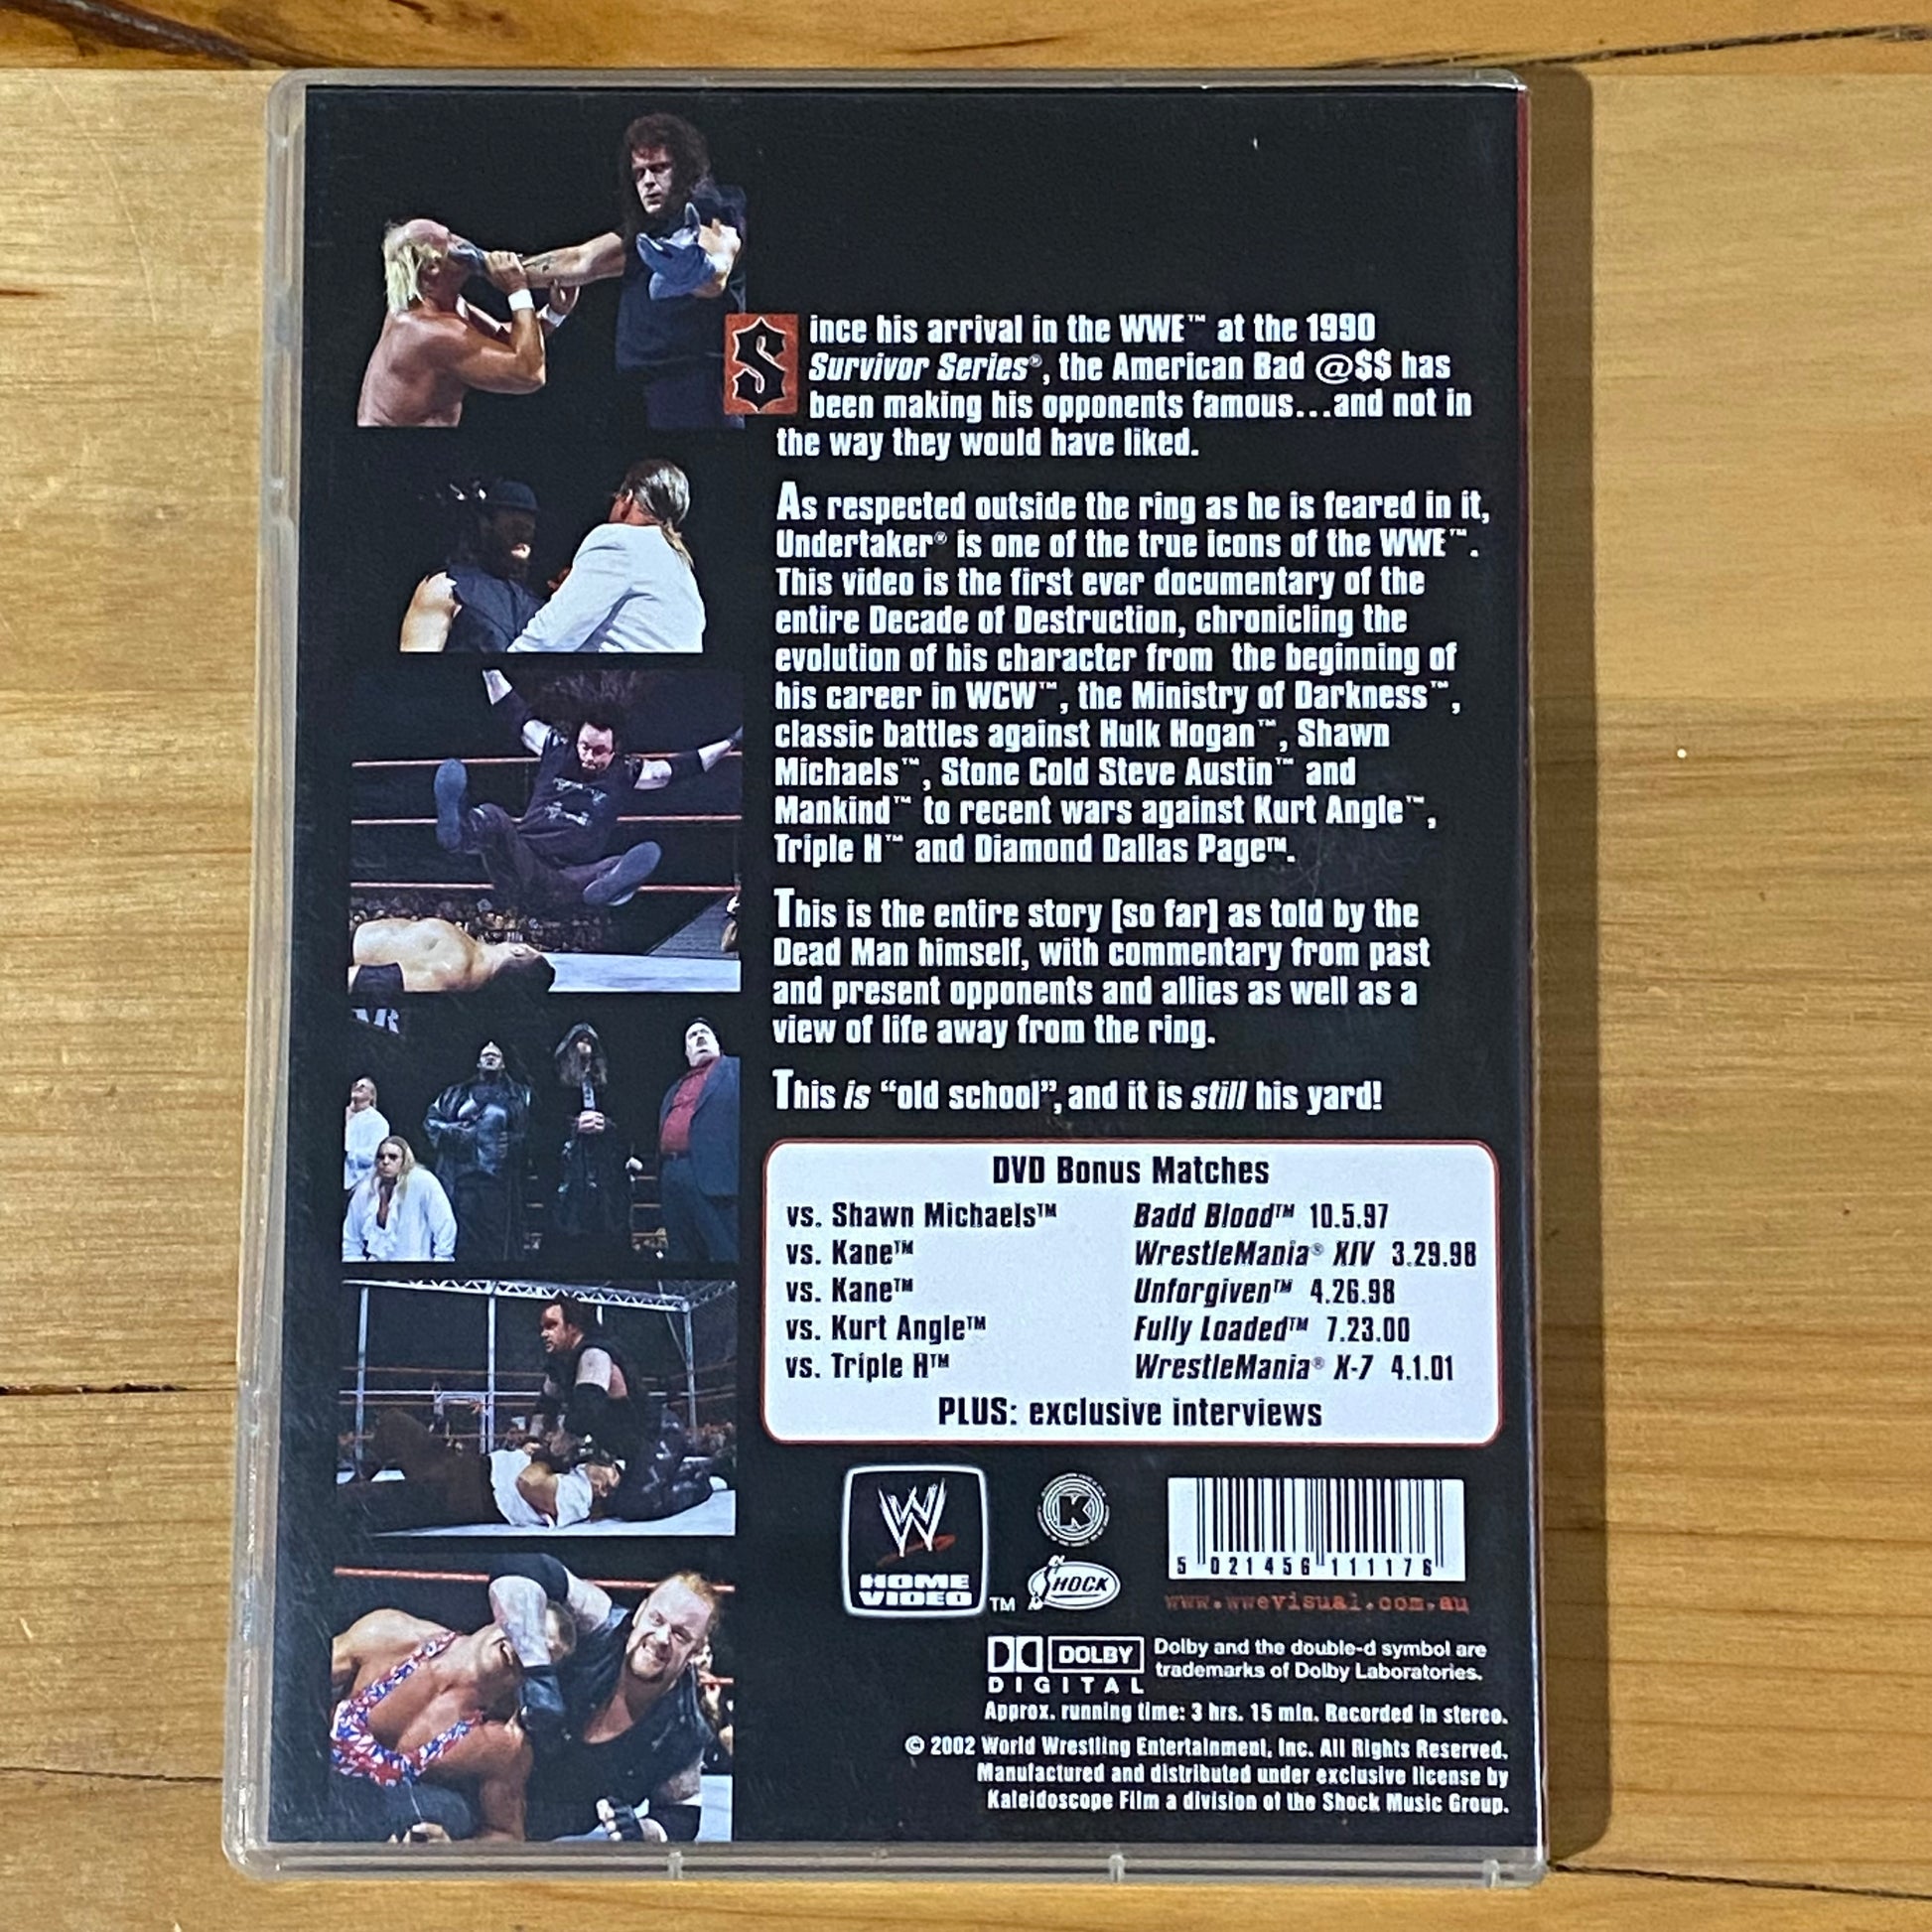 Since his arrival in the WWE™ at the 1990
Survivor Series®, the American Bad @$$ has
been making his opponents famous...and not in
the way they would have liked.
As respected outside the ring as he is feared in it,
Undertaker® is one of the true icons of the WWE™.
This video is the first ever documentary of the
entire Decade of Destruction, chronicling the
evolution of his character from the beginning of
his career in WCW™, the Ministry of Darkness™,
classic battles against Hulk Hogan™, Shawn
Michaels™, Stone Cold Steve Austin™ and
Mankind™ to recent wars against Kurt Angle™,
Triple H™ and Diamond Dallas Page™.
This is the entire story [so far] as told by the
Dead Man himself, with commentary from past
and present opponents and allies as well as a
view of life away from the ring.
This is “old school”, and it is still his yard!
DVD Bonus Matches
vs. Shawn Michaels™ Badd Blood™ 10.5.97
vs. Kane™ WrestleMania® XIV 3.29.98
vs. Kane™ Unforgiven™ 4.26.98
vs. Kurt Angle™ Fully Loaded™ 7.23.00
vs. Triple H™ WrestleMania® X-7 4.1.01
PLUS: exclusive interviews
W
HOME
VIDEO ™
K
SHOCK
5 021456 111176
www.wwevisual.com.au
DOLBY
DIGITAL
Dolby and the double-d symbol are
trademarks of Dolby Laboratories.
Approx. running time: 3 hrs. 15 min. Recorded in stereo.
© 2002 World Wrestling Entertainment, Inc. All Rights Reserved.
Manufactured and distributed under exclusive license by
Kaleidoscope Film a division of the Shock Music Group.